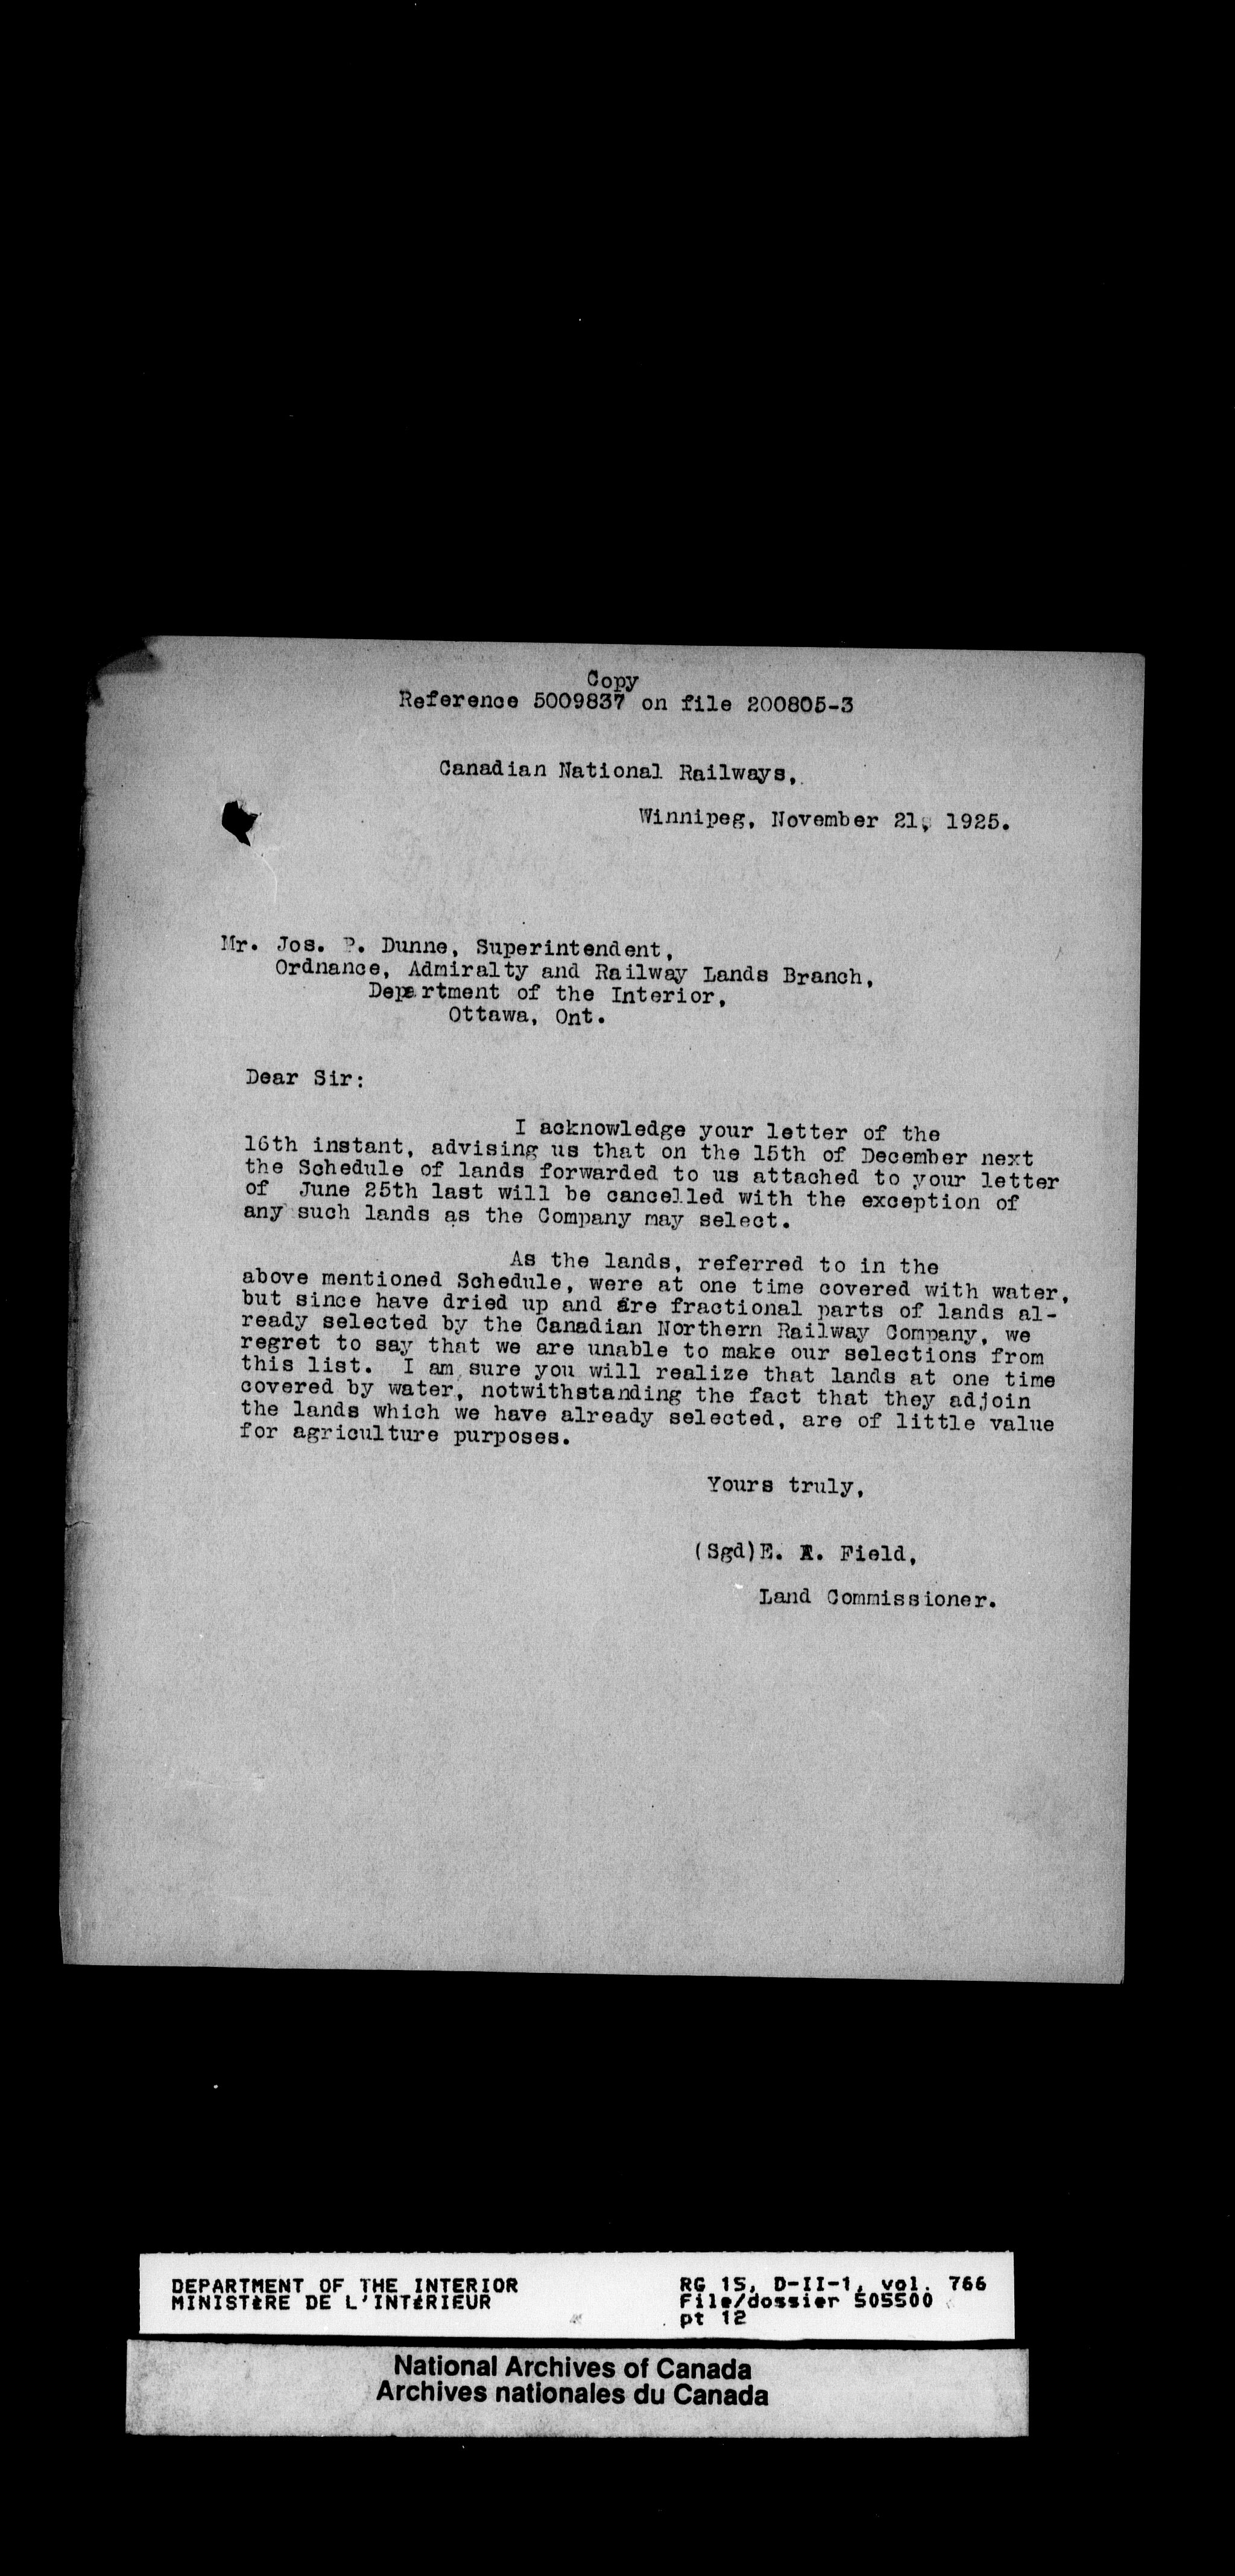 Copy
Reference 5009837 on file 200805-3
Canadian National Railways,
Winnipeg, November 21, 1925.
Mr. Jos. P. Dunne, Superintendent,
Ordnance, Admiralty and Railway Lands Branch,
Department of the Interior,
Ottawa, Ont.
Dear Sir:
I acknowledge your letter of the
16th instant, advising us that on the 15th of December next
the Schedule of lands forwarded to us attached to your letter
of June 25th last will be cancelled with the exception of
any such lands as the Company may select.
As the lands, referred to in the
above mentioned Schedule, were at one time covered with water,
but since have dried up and are fractional parts of lands al-
ready selected by the Canadian Northern Railway Company, we
regret to say that we are unable to make our selections from
this list. I am sure you will realize that lands at one time
covered by water, notwithstanding the fact that they adjoin
the lands which we have already selected, are of little value
for agriculture purposes.
Yours truly,
(Sgd) E. Field,
Land Commissioner.
DEPARTMENT OF THE INTERIOR
MINISTÈRE DE L'INTÉRIEUR
RG 15, D-II-1, vol. 766
File/dossier 505500
pt 12
National Archives of Canada
Archives nationales du Canada